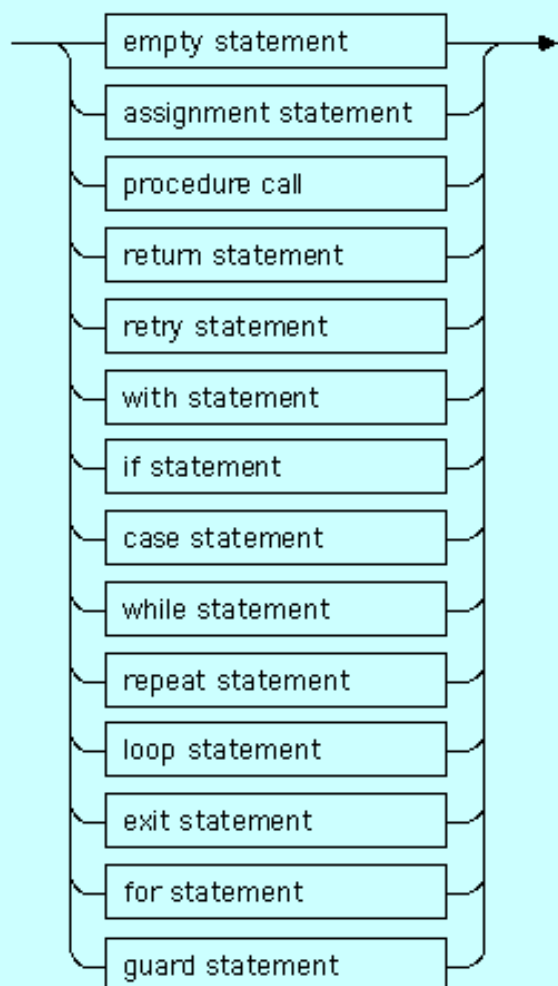 empty statement
assignment statement
procedure call
return statement
retry statement
with statement
if statement
case statement
while statement
repeat statement
loop statement
exit statement
for statement
guard statement